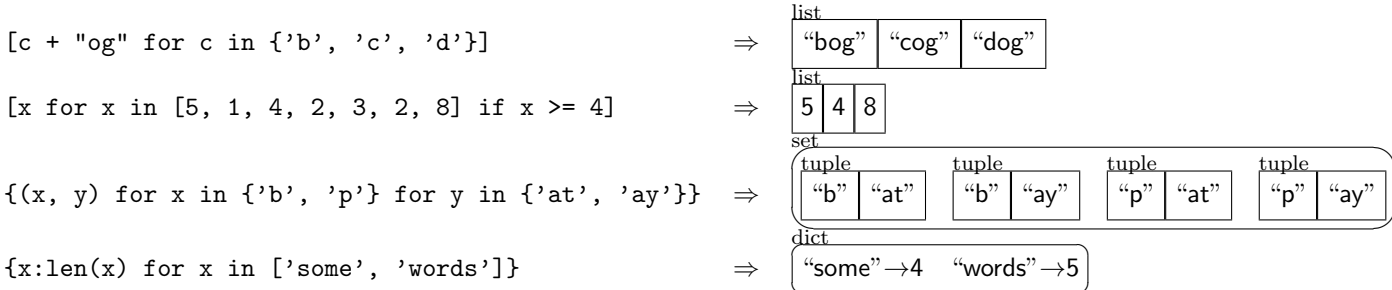 list
[c + "og" for c in {'b', 'c', 'd'}] ⇒ “bog” “cog” “dog”
list
[x for x in [5, 1, 4, 2, 3, 2, 8] if x >= 4] ⇒ 5 4 8
set
tuple tuple tuple tuple
{(x, y) for x in {'b', 'p'} for y in {'at', 'ay'}} ⇒ “b” “at” “b” “ay” “p” “at” “p” “ay”
dict
{x:len(x) for x in ['some', 'words']} ⇒ “some”→4 “words”→5